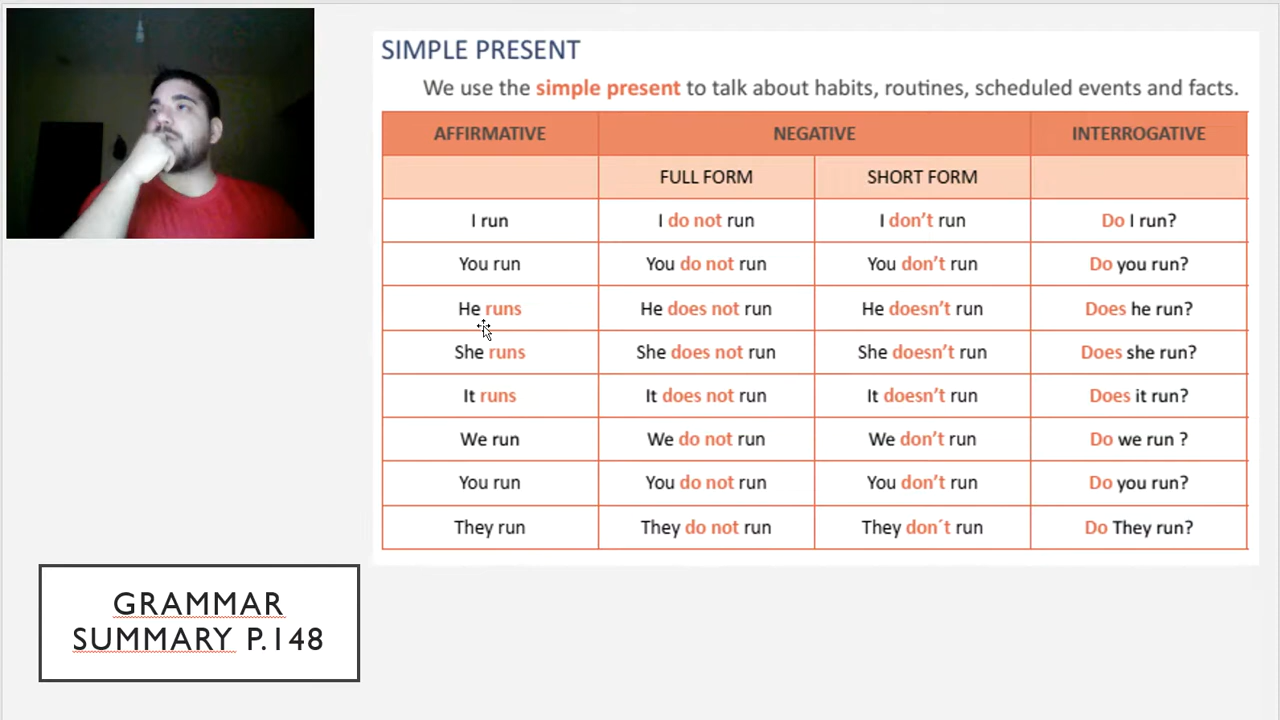 SIMPLE PRESENT
We use the simple present to talk about habits, routines, scheduled events and facts.
AFFIRMATIVE NEGATIVE INTERROGATIVE
FULL FORM SHORT FORM
I run I do not run I don’t run Do I run?
You run You do not run You don’t run Do you run?
He runs He does not run He doesn’t run Does he run?
She runs She does not run She doesn’t run Does she run?
It runs It does not run It doesn’t run Does it run?
We run We do not run We don’t run Do we run ?
You run You do not run You don’t run Do you run?
They run They do not run They don´t run Do They run?
GRAMMAR
SUMMARY P.148